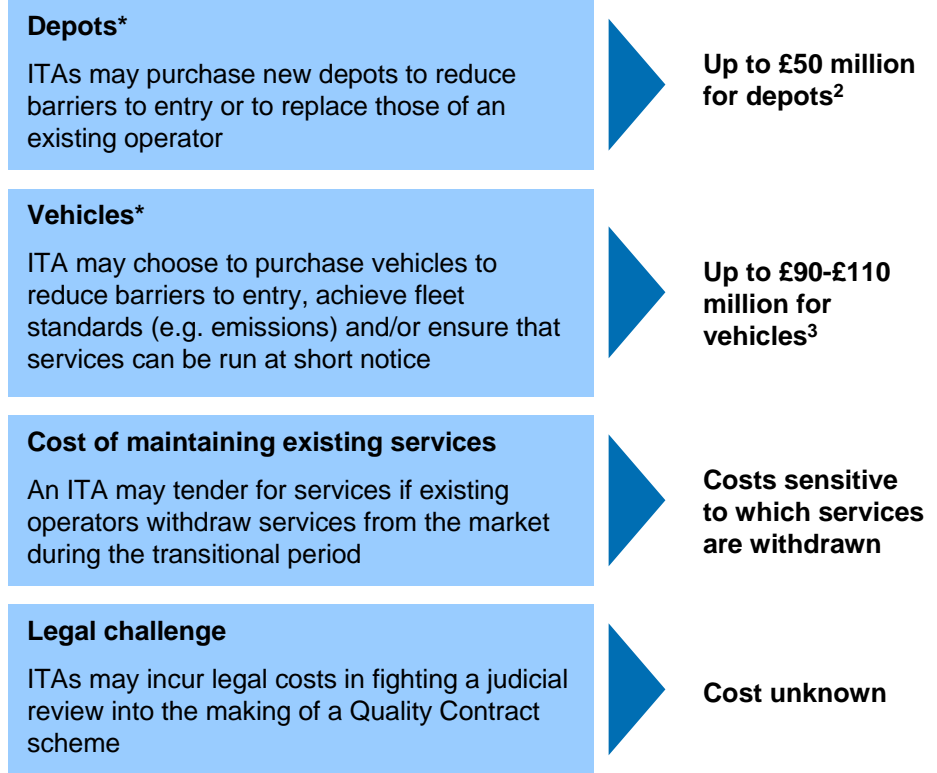 Depots*
ITAs may purchase new depots to reduce
barriers to entry or to replace those of an
existing operator
Up to £50 million
for depots²
Vehicles*
ITA may choose to purchase vehicles to
reduce barriers to entry, achieve fleet
standards (e.g. emissions) and/or ensure that
services can be run at short notice
Up to £90-£110
million for
vehicles³
Cost of maintaining existing services
An ITA may tender for services if existing
operators withdraw services from the market
during the transitional period
Costs sensitive
to which services
are withdrawn
Legal challenge
ITAs may incur legal costs in fighting a judicial
review into the making of a Quality Contract
scheme
Cost unknown